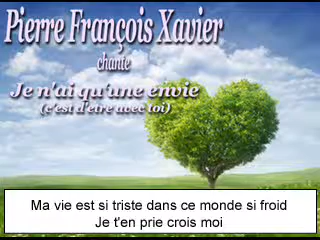 Pierre François Xavier
chante
Je n'ai qu'une envie
(c'est d'etre avec toi)
Ma vie est si triste dans ce monde si froid
Je t'en prie crois moi